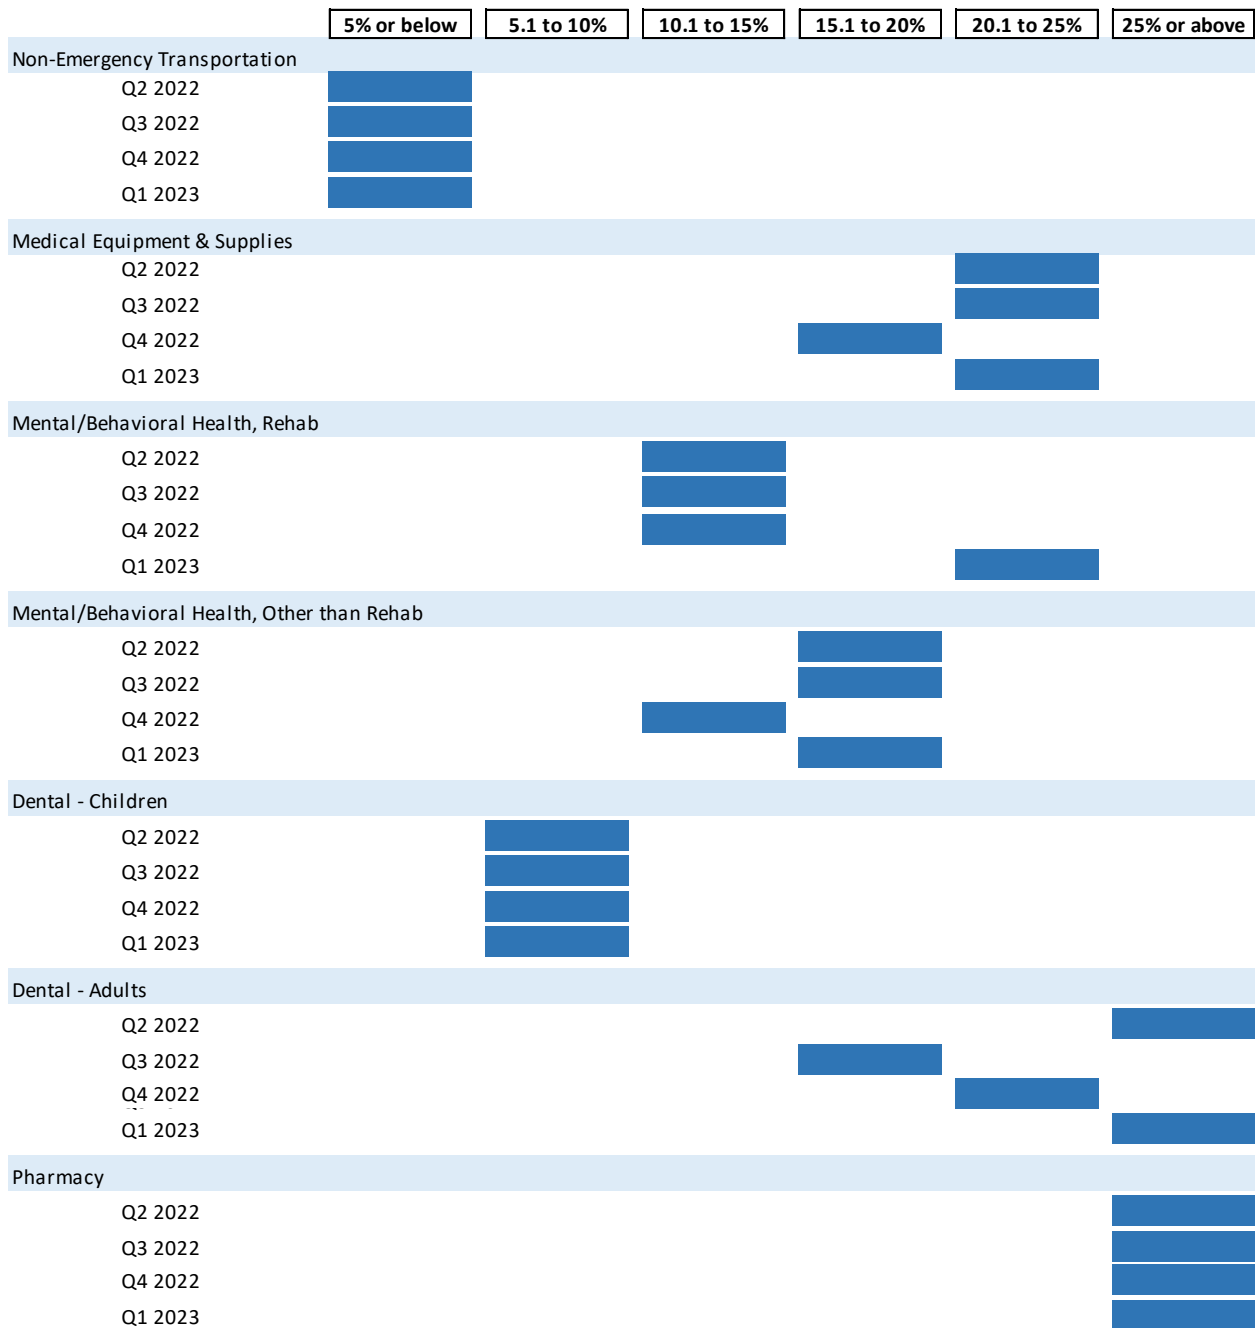 5% or below 5.1 to 10% 10.1 to 15% 15.1 to 20% 20.1 to 25% 25% or above
Non-Emergency Transportation
Q2 2022
Q3 2022
Q4 2022
Q1 2023
Medical Equipment & Supplies
Q2 2022
Q3 2022
Q4 2022
Q1 2023
Mental/Behavioral Health, Rehab
Q2 2022
Q3 2022
Q4 2022
Q1 2023
Mental/Behavioral Health, Other than Rehab
Q2 2022
Q3 2022
Q4 2022
Q1 2023
Dental - Children
Q2 2022
Q3 2022
Q4 2022
Q1 2023
Dental - Adults
Q2 2022
Q3 2022
Q4 2022
Q1 2023
Pharmacy
Q2 2022
Q3 2022
Q4 2022
Q1 2023